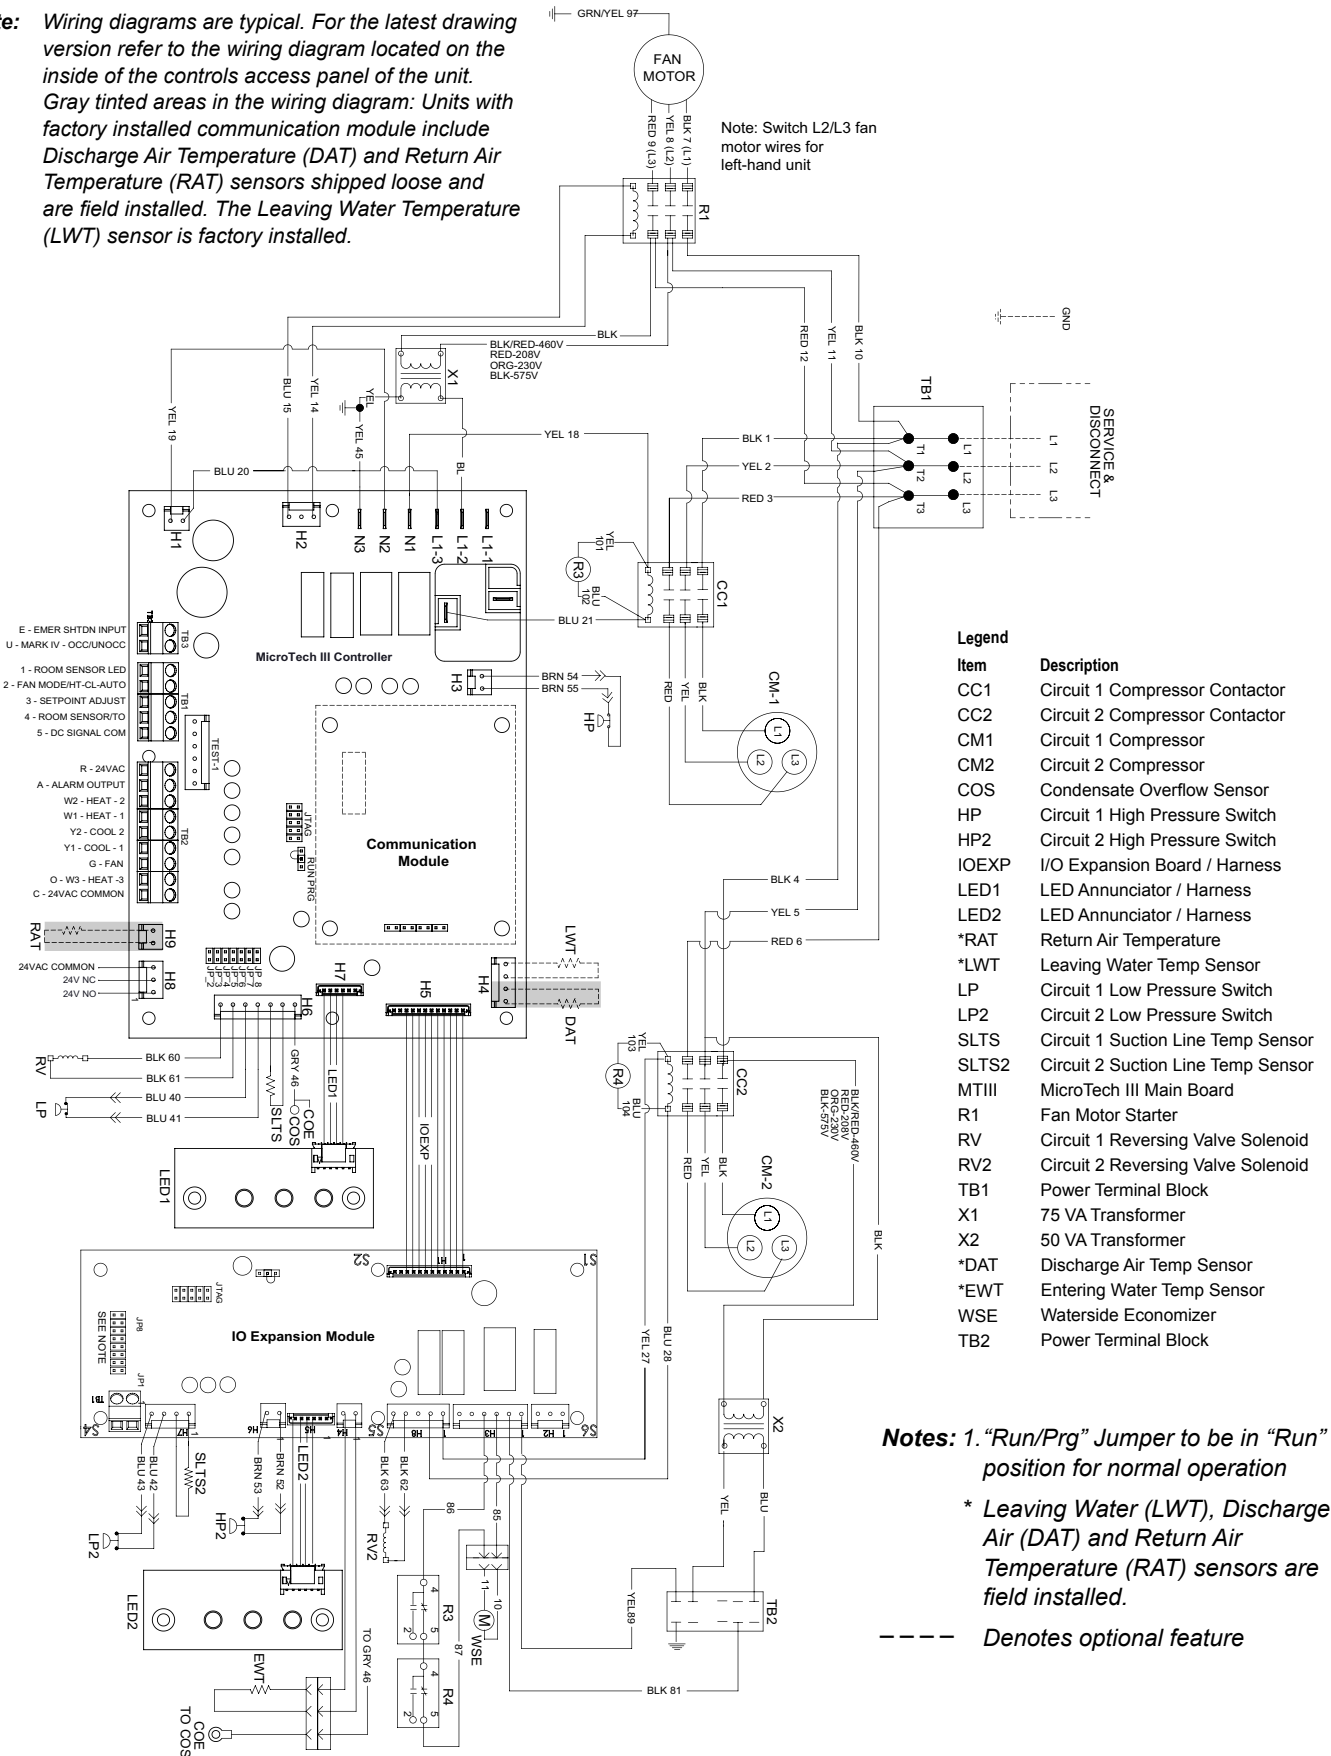 te: Wiring diagrams are typical. For the latest drawing
version refer to the wiring diagram located on the
inside of the controls access panel of the unit.
Gray tinted areas in the wiring diagram: Units with
factory installed communication module include
Discharge Air Temperature (DAT) and Return Air
Temperature (RAT) sensors shipped loose and
are field installed. The Leaving Water Temperature
(LWT) sensor is factory installed.
GRN/YEL 97
FAN
MOTOR
RED 9 (L3)
YEL 8 (L2)
BLK 7 (L1)
Note: Switch L2/L3 fan
motor wires for
left-hand unit
R1
BLK
BLK/RED-460V
RED-208V
ORG-230V
BLK-575V
X1
RED 12
YEL 11
BLK 10
GND
TB1
SERVICE &
DISCONNECT
L1
L2
L3
T1
L1
T2
L2
T3
L3
BLK 1
YEL 2
RED 3
YEL 19
BLU 15
YEL 14
YEL
YEL 45
BL
YEL 18
BLU 20
H1
H2
N3
N2
N1
L1-3
L1-2
L1-1
YEL
101
R3
BLU
102
CC1
BLU 21
E - EMER SHTDN INPUT
U - MARK IV - OCC/UNOCC
TB3
MicroTech III Controller
1 - ROOM SENSOR LED
2 - FAN MODE/HT-CL-AUTO
3 - SETPOINT ADJUST
4 - ROOM SENSOR/TO
5 - DC SIGNAL COM
TB1
TEST-1
H3
BRN 54
BRN 55
HP
RED
YEL
BLK
CM-1
L1
L2
L3
R - 24VAC
A - ALARM OUTPUT
W2 - HEAT - 2
W1 - HEAT - 1
Y2 - COOL 2
Y1 - COOL - 1
G - FAN
O - W3 - HEAT -3
C - 24VAC COMMON
TB2
JTAG
RUN PRG
Communication
Module
BLK 4
YEL 5
RED 6
RAT
H9
24VAC COMMON
24V NC
24V NO
1
H8
JP_2
JP_3
JP_4
JP_5
JP_6
JP_7
JP_8
H6
H7
H5
H4
LWT
DAT
RV
BLK 60
BLK 61
LP
BLU 40
BLU 41
SLTS
GRY 46
COS
COE
LED1
IOEXP
LED1
YEL
103
R4
BLU
104
CC2
BLK/RED-460V
RED-208V
ORG-230V
BLK-575V
RED
YEL
BLK
CM-2
L1
L2
L3
BLK
S2
H1
1
S1
JTAG
SEE NOTE
JP8
JP1
IO Expansion Module
TB1
S4
H7
1
H6
H5
H4
1
S5
H8
1
H3
1
H2
1
S6
YEL 27
BLU 28
X2
YEL
BLU
BLU 43
BLU 42
SLTS2
LP2
BRN 53
BRN 52
HP2
LED2
BLK 63
BLK 62
RV2
86
85
11
10
M
WSE
87
R3
4
5
2
R4
4
5
2
YEL89
TB2
BLK 81
LED2
EWT
TO GRY 46
COE
TO COS
Legend
Item Description
CC1 Circuit 1 Compressor Contactor
CC2 Circuit 2 Compressor Contactor
CM1 Circuit 1 Compressor
CM2 Circuit 2 Compressor
COS Condensate Overflow Sensor
HP Circuit 1 High Pressure Switch
HP2 Circuit 2 High Pressure Switch
IOEXP I/O Expansion Board / Harness
LED1 LED Annunciator / Harness
LED2 LED Annunciator / Harness
*RAT Return Air Temperature
*LWT Leaving Water Temp Sensor
LP Circuit 1 Low Pressure Switch
LP2 Circuit 2 Low Pressure Switch
SLTS Circuit 1 Suction Line Temp Sensor
SLTS2 Circuit 2 Suction Line Temp Sensor
MTIII MicroTech III Main Board
R1 Fan Motor Starter
RV Circuit 1 Reversing Valve Solenoid
RV2 Circuit 2 Reversing Valve Solenoid
TB1 Power Terminal Block
X1 75 VA Transformer
X2 50 VA Transformer
*DAT Discharge Air Temp Sensor
*EWT Entering Water Temp Sensor
WSE Waterside Economizer
TB2 Power Terminal Block
Notes: 1.“Run/Prg” Jumper to be in “Run”
position for normal operation
* Leaving Water (LWT), Discharge
Air (DAT) and Return Air
Temperature (RAT) sensors are
field installed.
– – – – Denotes optional feature